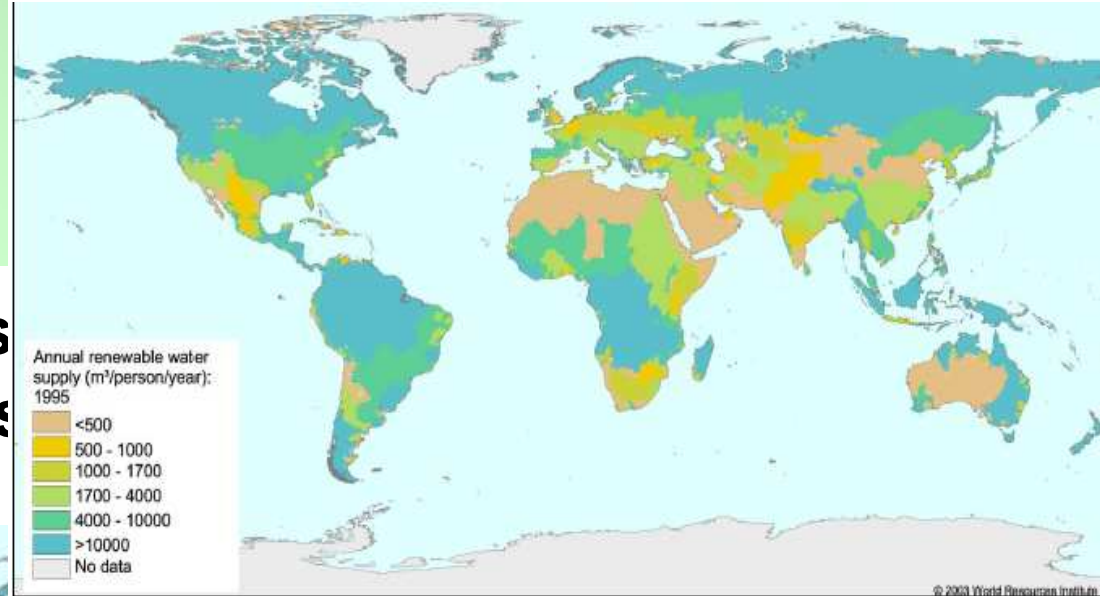 Annual renewable water
supply (m³/person/year):
1995
<500
500 - 1000
1000 - 1700
1700 - 4000
4000 - 10000
>10000
No data
© 2003 World Resources Institute